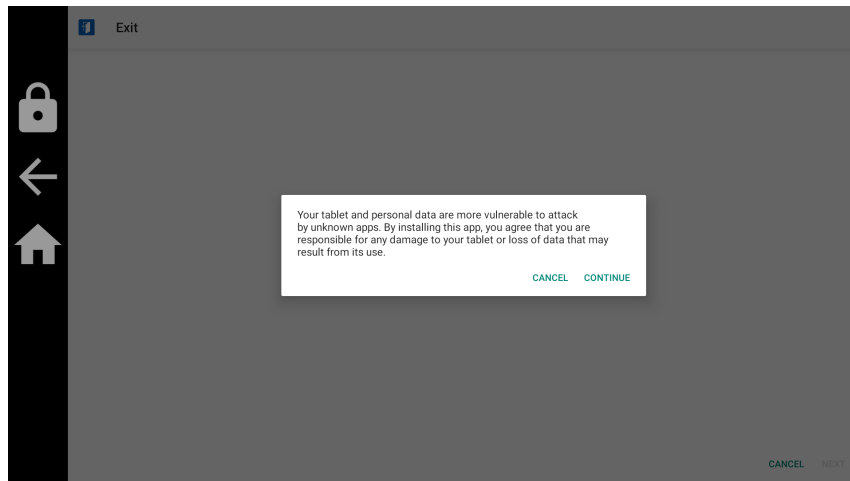 Exit
Your tablet and personal data are more vulnerable to attack
by unknown apps. By installing this app, you agree that you are
responsible for any damage to your tablet or loss of data that may
result from its use.
CANCEL CONTINUE
CANCEL NEXT